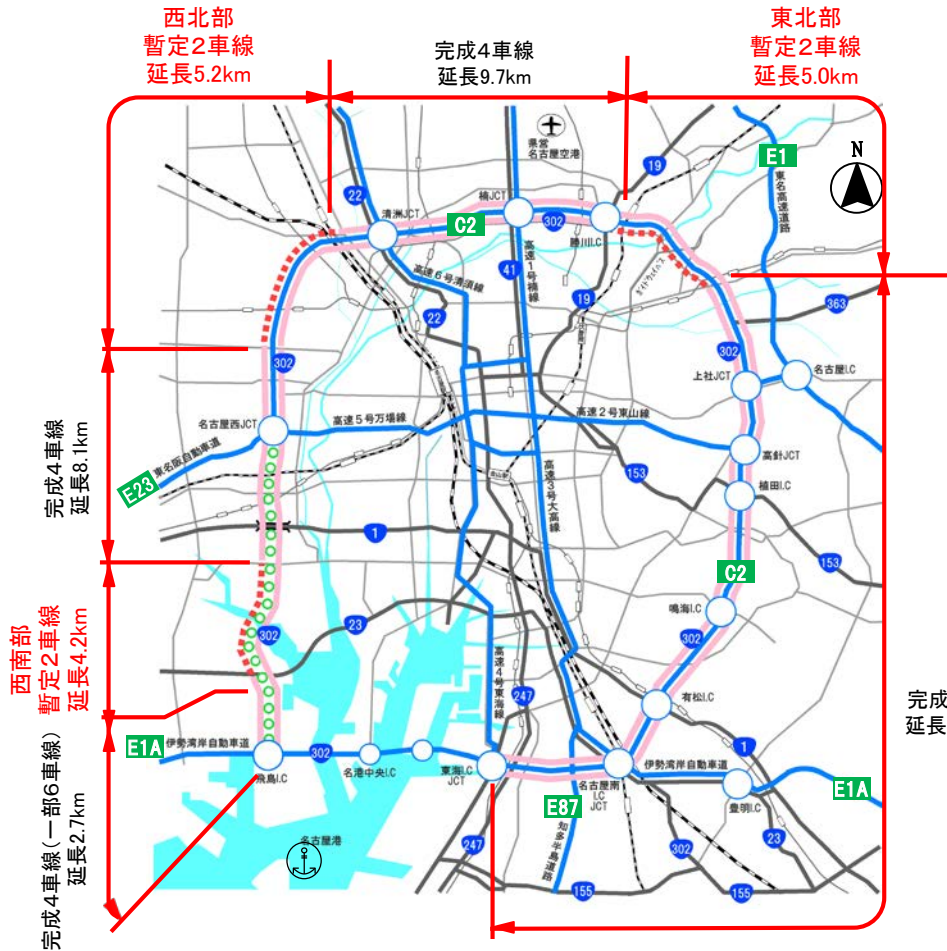 西北部
暫定2車線
延長5.2km
完成4車線
延長9.7km
東北部
暫定2車線
延長5.0km
県営
名古屋空港
19
E1
東名高速道路
N
22
清洲JCT
楠JCT
C2
302
勝川I.C
41
高速1号楠線
高速6号清須線
19
ガイドウェイバス
363
22
302
302
上社JCT
名古屋I.C
完成4車線
延長8.1km
名古屋西JCT
高速5号万場線
高速2号東山線
高針JCT
東名阪自動車道
E23
金山駅
153
植田I.C
高速3号大高線
1
153
C2
西南部
暫定2車線
延長4.2km
302
23
鳴海I.C
302
高速4号東海線
247
有松I.C
完成
延長
完成4車線(一部6車線)
延長2.7km
E1A
伊勢湾岸自動車道
302
飛島I.C
名港中央I.C
東海I.C
JCT
名古屋南
I.C
JCT
伊勢湾岸自動車道
1
豊明I.C
E1A
E87
知多半島道路
名古屋港
247
23
302
155
155